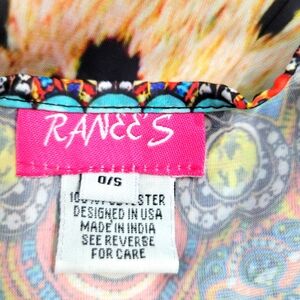 RANEE'S
O/S
100% POLYESTER
DESIGNED IN USA
MADE IN INDIA
SEE REVERSE
FOR CARE